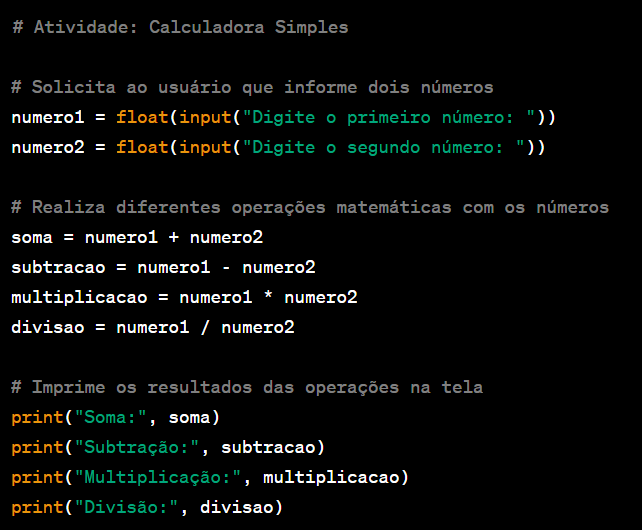 # Atividade: Calculadora Simples
# Solicita ao usuário que informe dois números
numero1 = float(input("Digite o primeiro número: "))
numero2 = float(input("Digite o segundo número: "))
# Realiza diferentes operações matemáticas com os números
soma = numero1 + numero2
subtracao = numero1 - numero2
multiplicacao = numero1 * numero2
divisao = numero1 / numero2
# Imprime os resultados das operações na tela
print("Soma:", soma)
print("Subtração:", subtracao)
print("Multiplicação:", multiplicacao)
print("Divisão:", divisao)